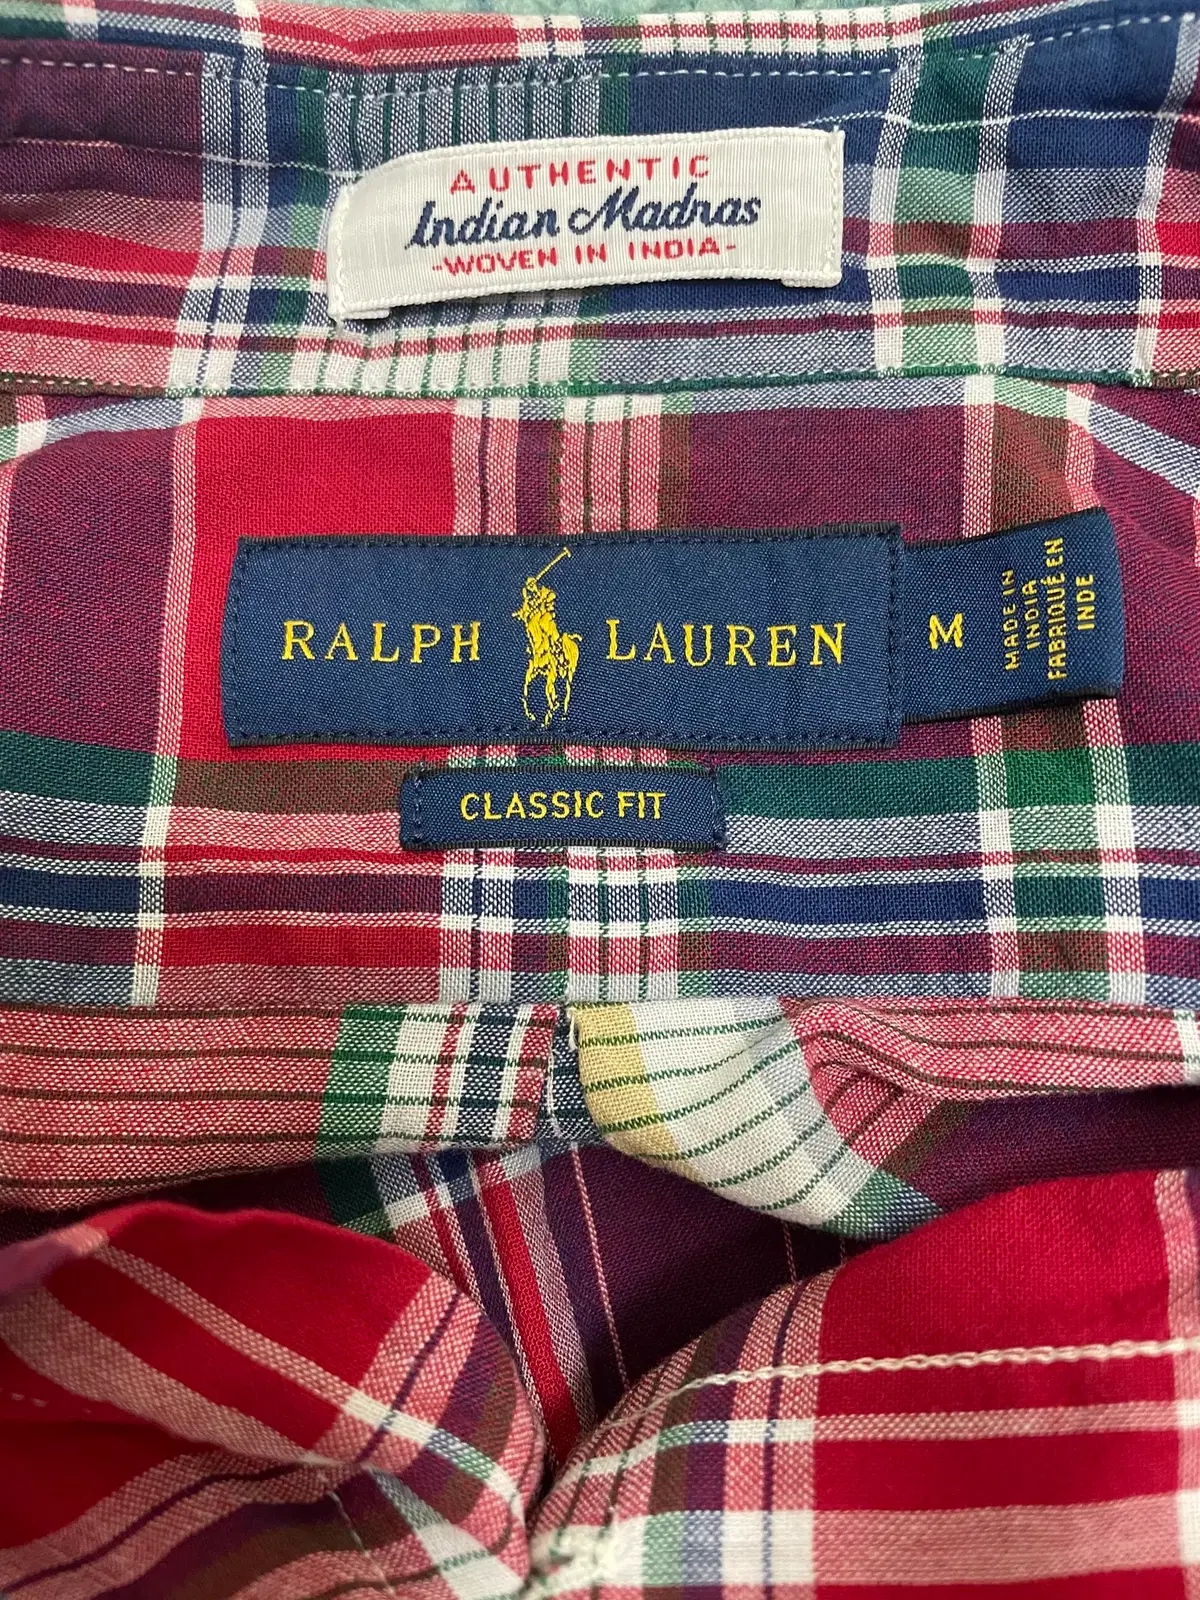 AUTHENTIC
Indian Madras
-WOVEN IN INDIA-
RALPH LAUREN
M
MADE IN
INDIA
FABRIQUÉ EN
INDE
CLASSIC FIT